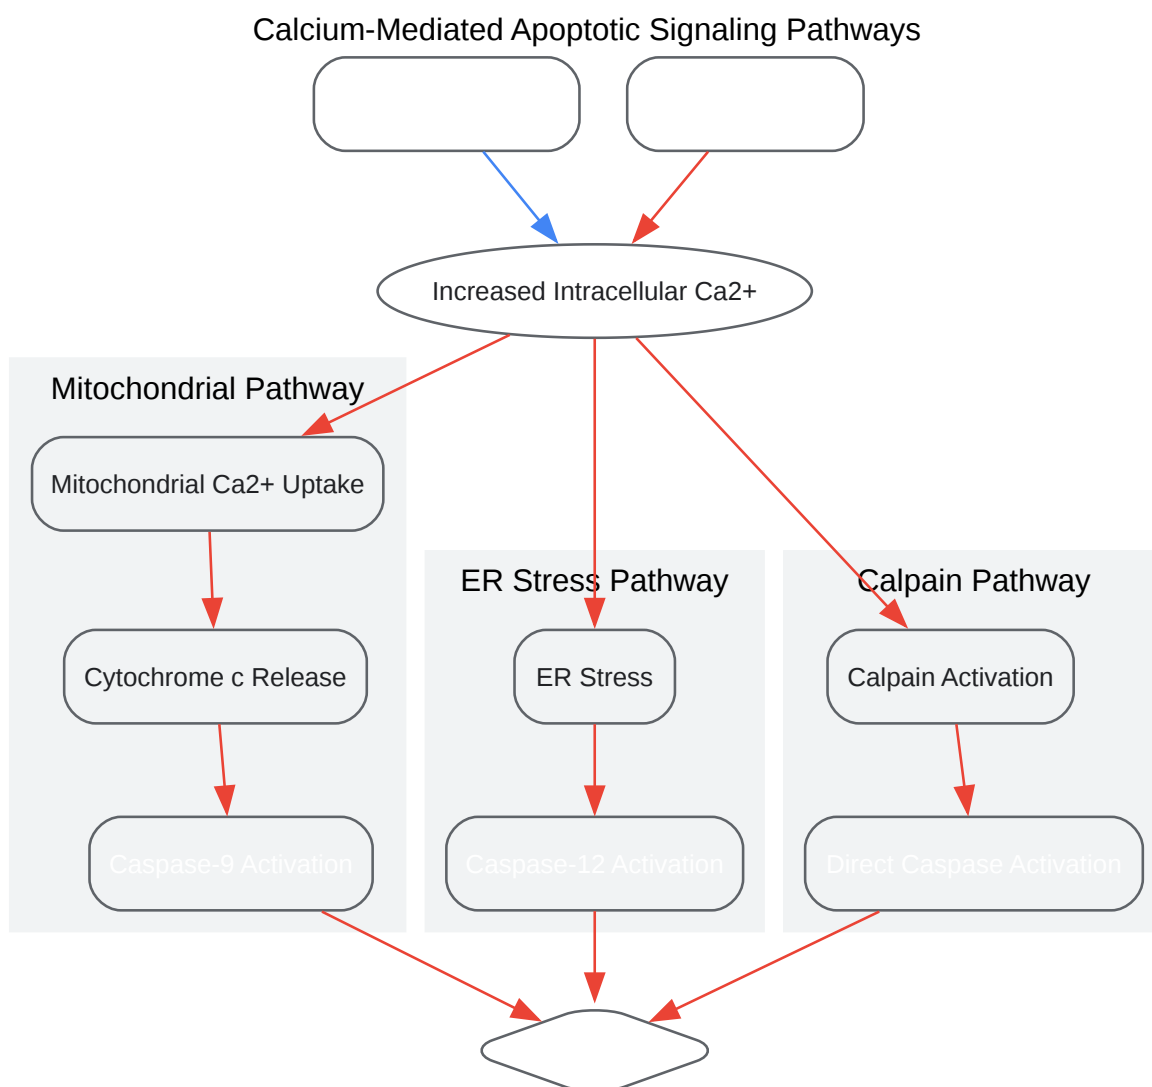 Calcium-Mediated Apoptotic Signaling Pathways
Increased Intracellular Ca2+
Mitochondrial Pathway
Mitochondrial Ca2+ Uptake
ER Stress Pathway
Calpain Pathway
Cytochrome c Release
ER Stress
Calpain Activation
Caspase-9 Activation
Caspase-12 Activation
Direct Caspase Activation